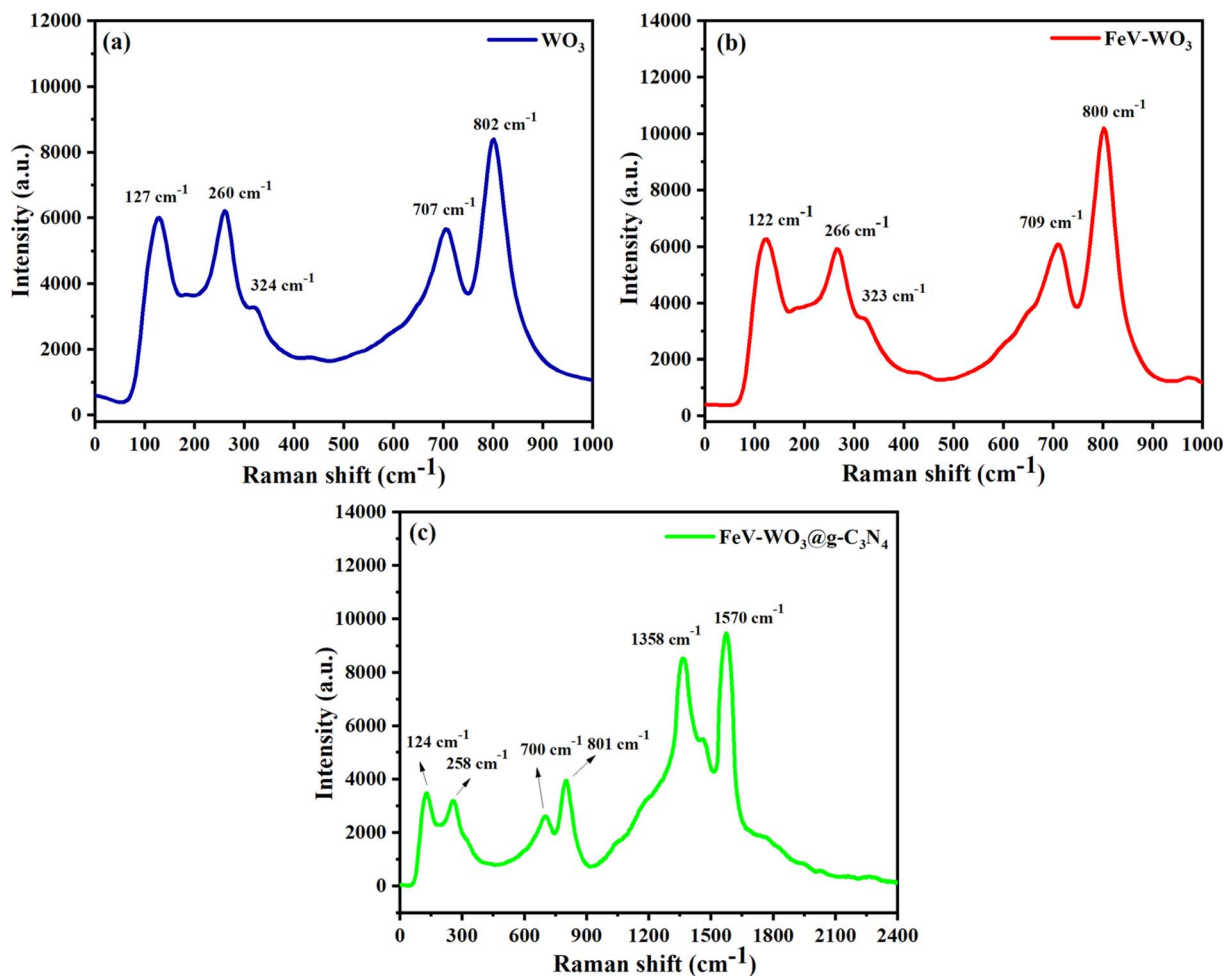 (a)
WO₃
12000
10000
8000
6000
4000
2000
0
Intensity (a.u.)
127 cm⁻¹
260 cm⁻¹
324 cm⁻¹
707 cm⁻¹
802 cm⁻¹
0 100 200 300 400 500 600 700 800 900 1000
Raman shift (cm⁻¹)
(b)
FeV-WO₃
14000
12000
10000
8000
6000
4000
2000
0
Intensity (a.u.)
122 cm⁻¹
266 cm⁻¹
323 cm⁻¹
709 cm⁻¹
800 cm⁻¹
0 100 200 300 400 500 600 700 800 900 1000
Raman shift (cm⁻¹)
(c)
FeV-WO₃@g-C₃N₄
14000
12000
10000
8000
6000
4000
2000
0
Intensity (a.u.)
124 cm⁻¹
258 cm⁻¹
700 cm⁻¹
801 cm⁻¹
1358 cm⁻¹
1570 cm⁻¹
0 300 600 900 1200 1500 1800 2100 2400
Raman shift (cm⁻¹)